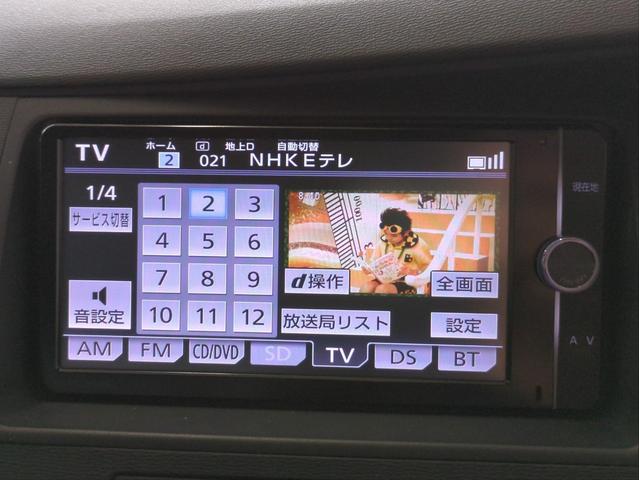 TV ホーム 2 d 地上D 021 自動切替 NHKEテレ
現在地
1/4
サービス切替
1 2 3
8:10
4 5 6
7 8 9
d操作 全画面
音設定
10 11 12
放送局リスト 設定
AM FM CD/DVD SD TV DS BT
A V